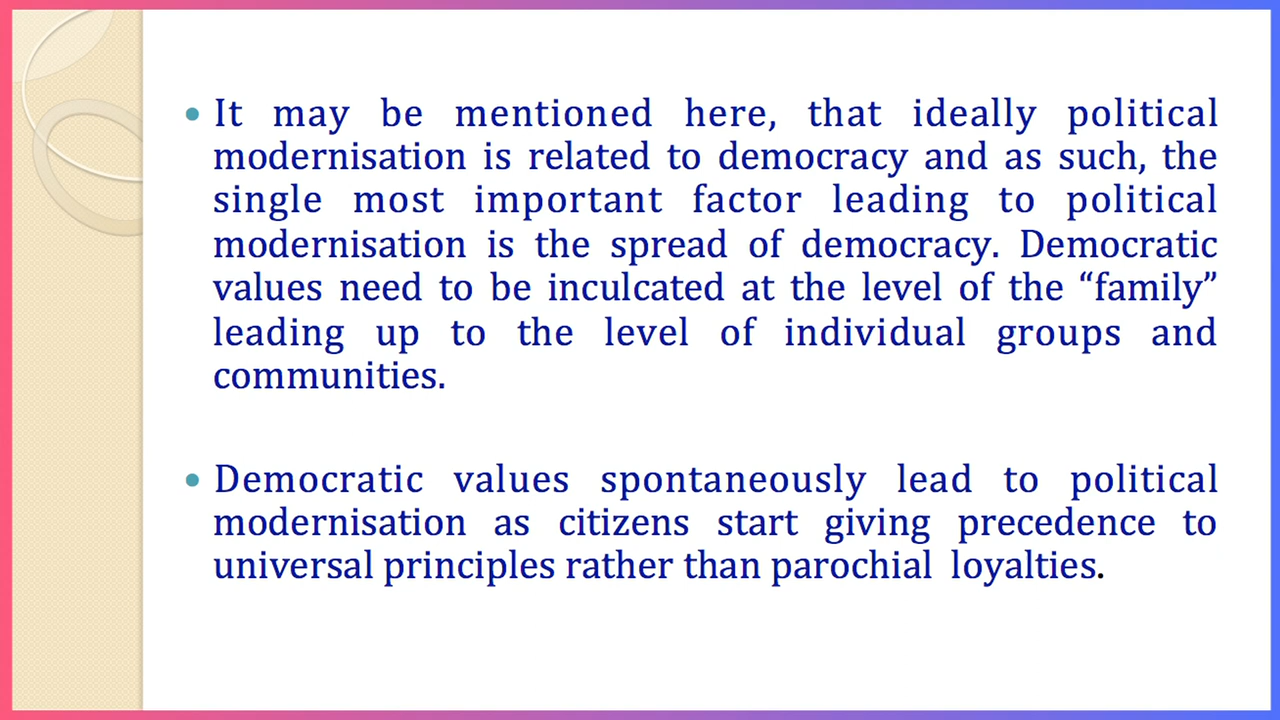 • It may be mentioned here, that ideally political
modernisation is related to democracy and as such, the
single most important factor leading to political
modernisation is the spread of democracy. Democratic
values need to be inculcated at the level of the “family”
leading up to the level of individual groups and
communities.
• Democratic values spontaneously lead to political
modernisation as citizens start giving precedence to
universal principles rather than parochial loyalties.